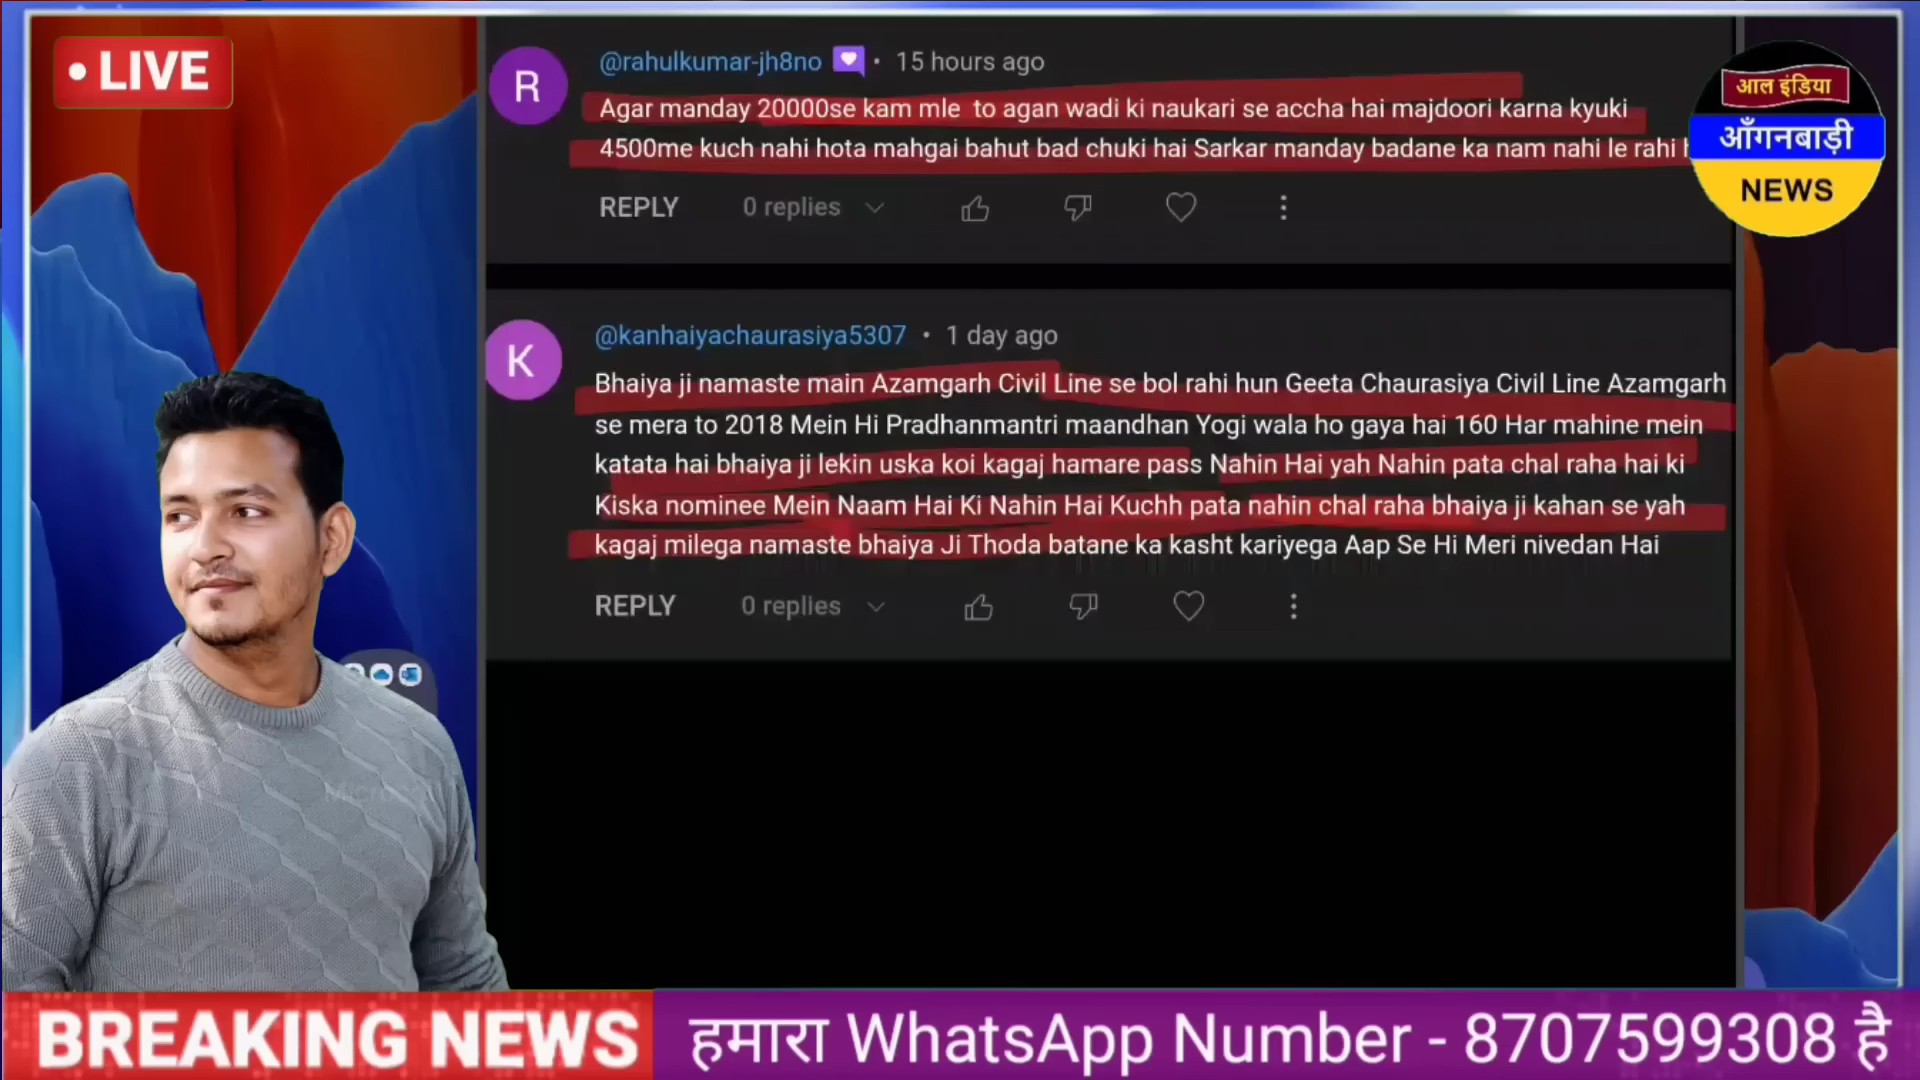 • LIVE
R
@rahulkumar-jh8no • 15 hours ago
Agar manday 20000se kam mle to agan wadi ki naukari se accha hai majdoori karna kyuki
4500me kuch nahi hota mahgai bahut bad chuki hai Sarkar manday badane ka nam nahi le rahi
REPLY 0 replies
आल इंडिया
आँगनबाड़ी
NEWS
K
@kanhaiyachaurasiya5307 • 1 day ago
Bhaiya ji namaste main Azamgarh Civil Line se bol rahi hun Geeta Chaurasiya Civil Line Azamgarh
se mera to 2018 Mein Hi Pradhanmantri maandhan Yogi wala ho gaya hai 160 Har mahine mein
katata hai bhaiya ji lekin uska koi kagaj hamare pass Nahin Hai yah Nahin pata chal raha hai ki
Kiska nominee Mein Naam Hai Ki Nahin Hai Kuchh pata nahin chal raha bhaiya ji kahan se yah
kagaj milega namaste bhaiya Ji Thoda batane ka kasht kariyega Aap Se Hi Meri nivedan Hai
REPLY 0 replies
BREAKING NEWS
हमारा WhatsApp Number - 8707599308 है